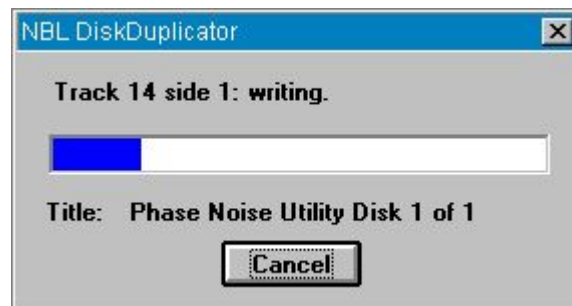 NBL DiskDuplicator
Track 14 side 1: writing.
Title: Phase Noise Utility Disk 1 of 1
Cancel